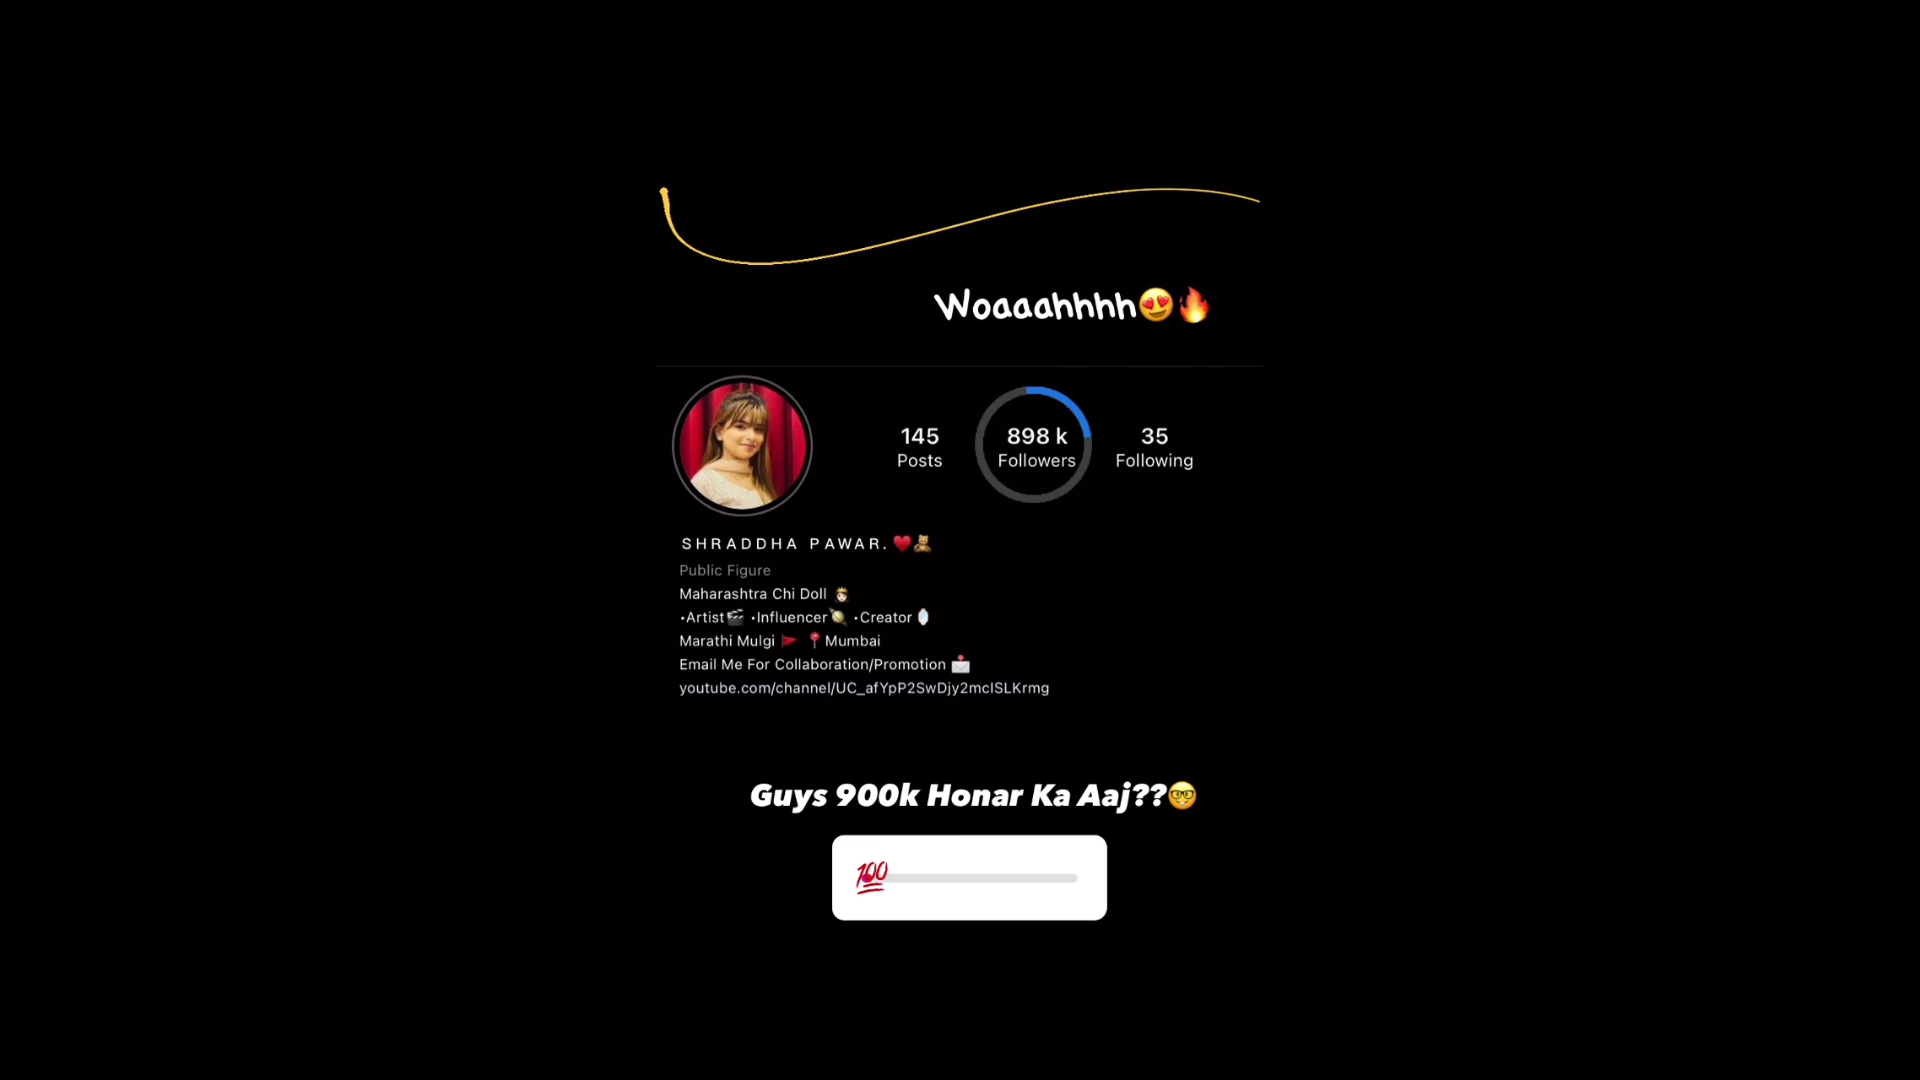 Woaaahhhh😍🔥
145 898 k 35
Posts Followers Following
SHRADDHA PAWAR.♥️🧸
Public Figure
Maharashtra Chi Doll 👸🏻
•Artist🎬 •Influencer🪐 •Creator🪞
Marathi Mulgi 🚩 📍Mumbai
Email Me For Collaboration/Promotion 📩
youtube.com/channel/UC_afYpP2SwDjy2mcISLKrmg
Guys 900k Honar Ka Aaj??🤓
💯